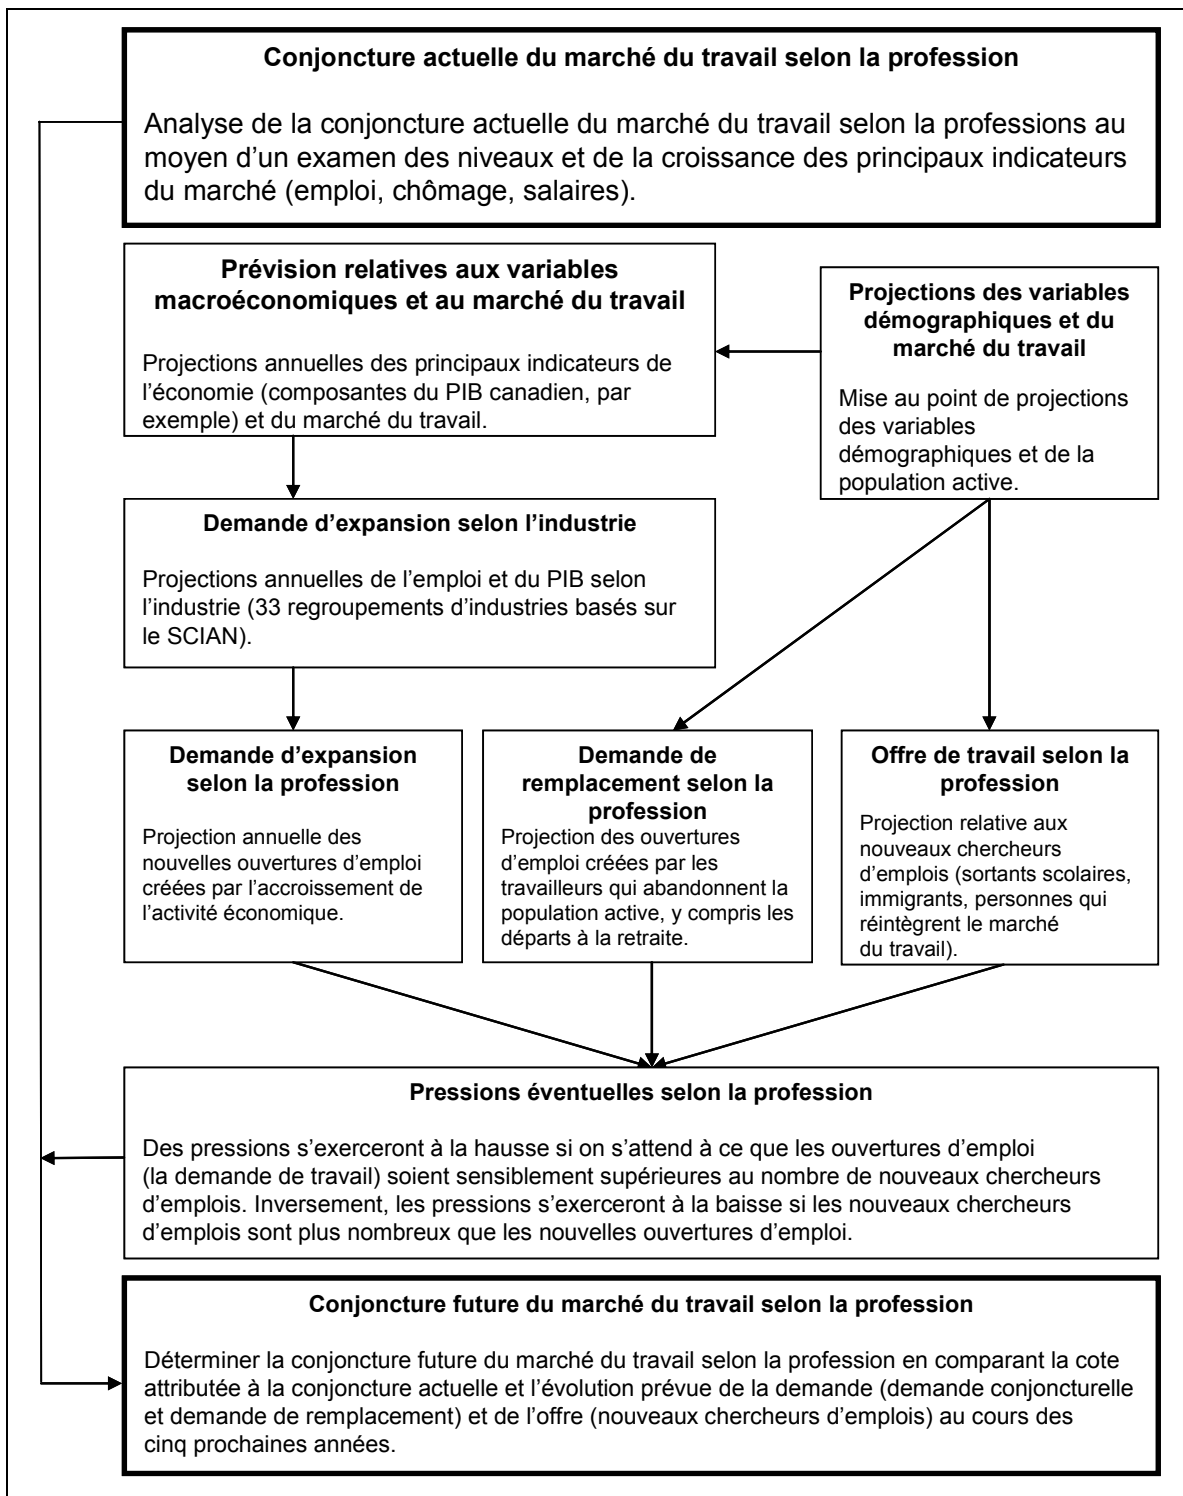 Conjoncture actuelle du marché du travail selon la profession
Analyse de la conjoncture actuelle du marché du travail selon la professions au
moyen d'un examen des niveaux et de la croissance des principaux indicateurs
du marché (emploi, chômage, salaires).
Prévision relatives aux variables
macroéconomiques et au marché du travail
Projections annuelles des principaux indicateurs de
l'économie (composantes du PIB canadien, par
exemple) et du marché du travail.
Projections des variables
démographiques et du
marché du travail
Mise au point de projections
des variables
démographiques et de la
population active.
Demande d'expansion selon l'industrie
Projections annuelles de l'emploi et du PIB selon
l'industrie (33 regroupements d'industries basés sur
le SCIAN).
Demande d'expansion
selon la profession
Projection annuelle des
nouvelles ouvertures d'emploi
créées par l'accroissement de
l'activité économique.
Demande de
remplacement selon la
profession
Projection des ouvertures
d'emploi créées par les
travailleurs qui abandonnent la
population active, y compris les
départs à la retraite.
Offre de travail selon la
profession
Projection relative aux
nouveaux chercheurs
d'emplois (sortants scolaires,
immigrants, personnes qui
réintègrent le marché
du travail).
Pressions éventuelles selon la profession
Des pressions s'exerceront à la hausse si on s'attend à ce que les ouvertures d'emploi
(la demande de travail) soient sensiblement supérieures au nombre de nouveaux chercheurs
d'emplois. Inversement, les pressions s'exerceront à la baisse si les nouveaux chercheurs
d'emplois sont plus nombreux que les nouvelles ouvertures d'emploi.
Conjoncture future du marché du travail selon la profession
Déterminer la conjoncture future du marché du travail selon la profession en comparant la cote
attributée à la conjoncture actuelle et l'évolution prévue de la demande (demande conjoncturelle
et demande de remplacement) et de l'offre (nouveaux chercheurs d'emplois) au cours des
cinq prochaines années.